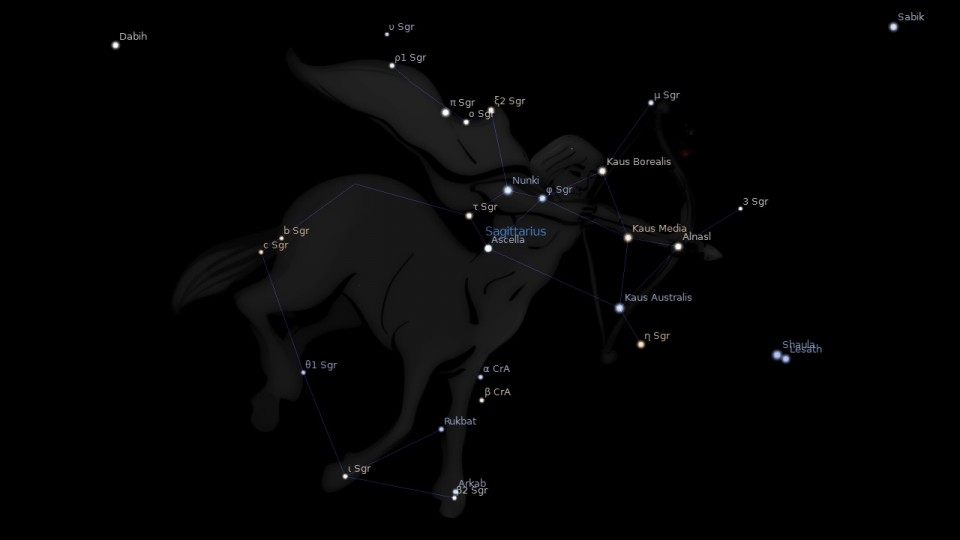 Sabik
υ Sgr
Dabih
ρ1 Sgr
μ Sgr
π Sgr
ξ2 Sgr
ο Sgr
Kaus Borealis
Nunki
φ Sgr
3 Sgr
τ Sgr
b Sgr
Kaus Media
Sagittarius
Alnasl
Ascella
c Sgr
Kaus Australis
η Sgr
Shaula
Lesath
θ1 Sgr
α CrA
β CrA
Rukbat
ι Sgr
Arkab
β2 Sgr